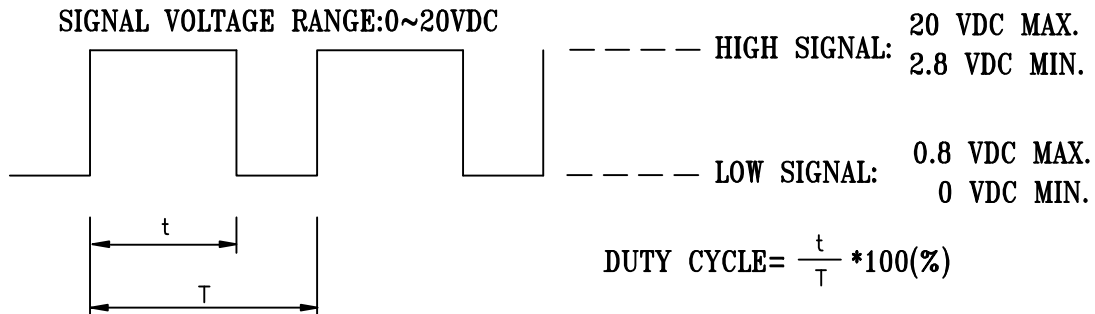 SIGNAL VOLTAGE RANGE:0~20VDC
HIGH SIGNAL: 20 VDC MAX.
2.8 VDC MIN.
LOW SIGNAL: 0.8 VDC MAX.
0 VDC MIN.
t
T
DUTY CYCLE= t/T *100(%)